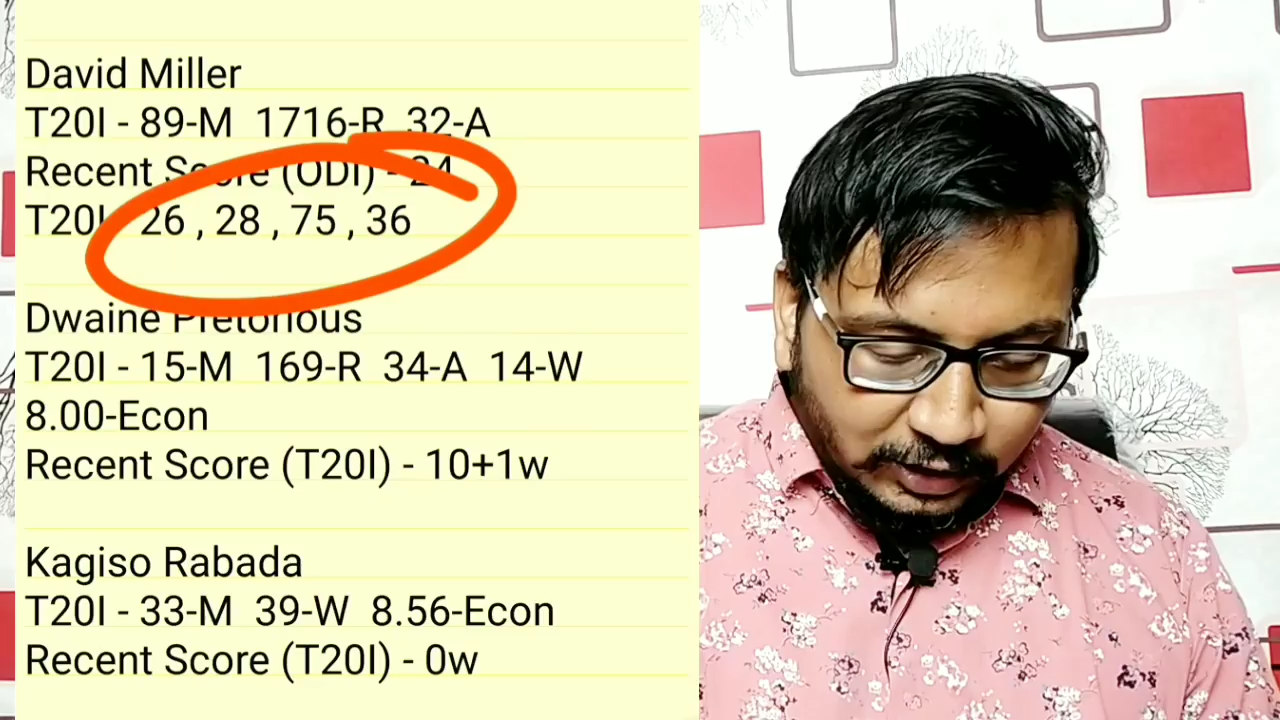 David Miller
T20I - 89-M 1716-R 32-A
Recent Score (ODI) - 24
T20I - 26 , 28 , 75 , 36
Dwaine Pretorious
T20I - 15-M 169-R 34-A 14-W
8.00-Econ
Recent Score (T20I) - 10+1w
Kagiso Rabada
T20I - 33-M 39-W 8.56-Econ
Recent Score (T20I) - 0w